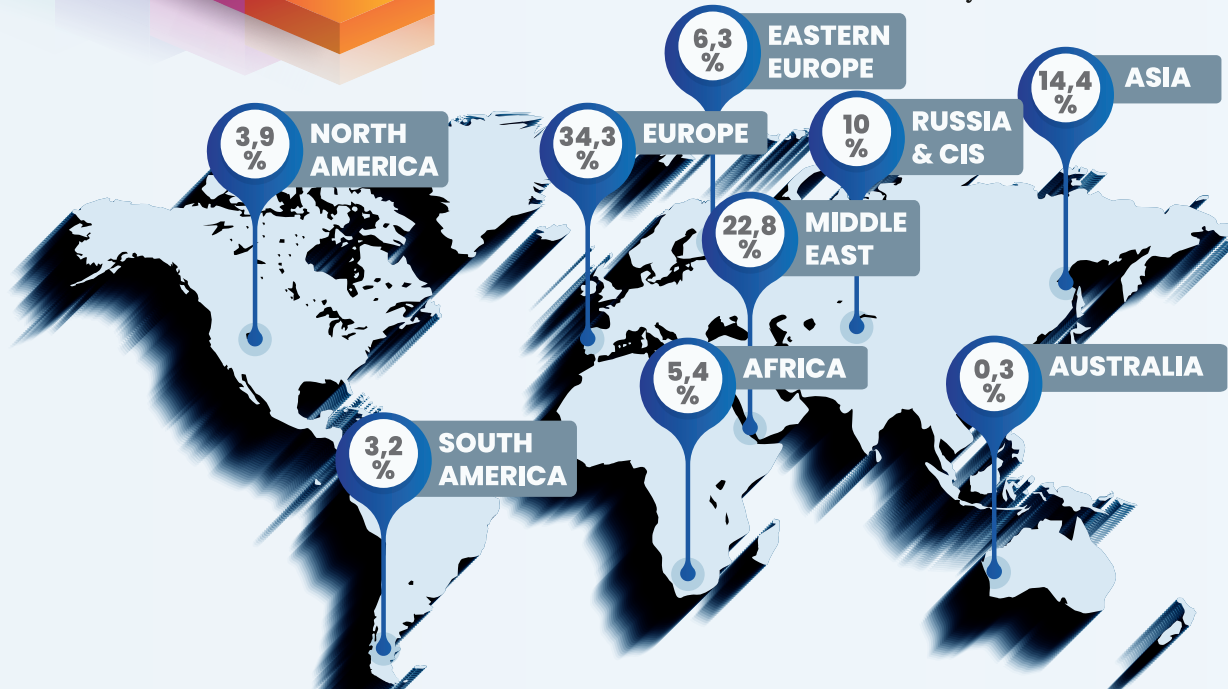 6,3
%
EASTERN
EUROPE
14,4
%
ASIA
3,9
%
NORTH
AMERICA
34,3
%
EUROPE
10
%
RUSSIA
& CIS
22,8
%
MIDDLE
EAST
5,4
%
AFRICA
0,3
%
AUSTRALIA
3,2
%
SOUTH
AMERICA